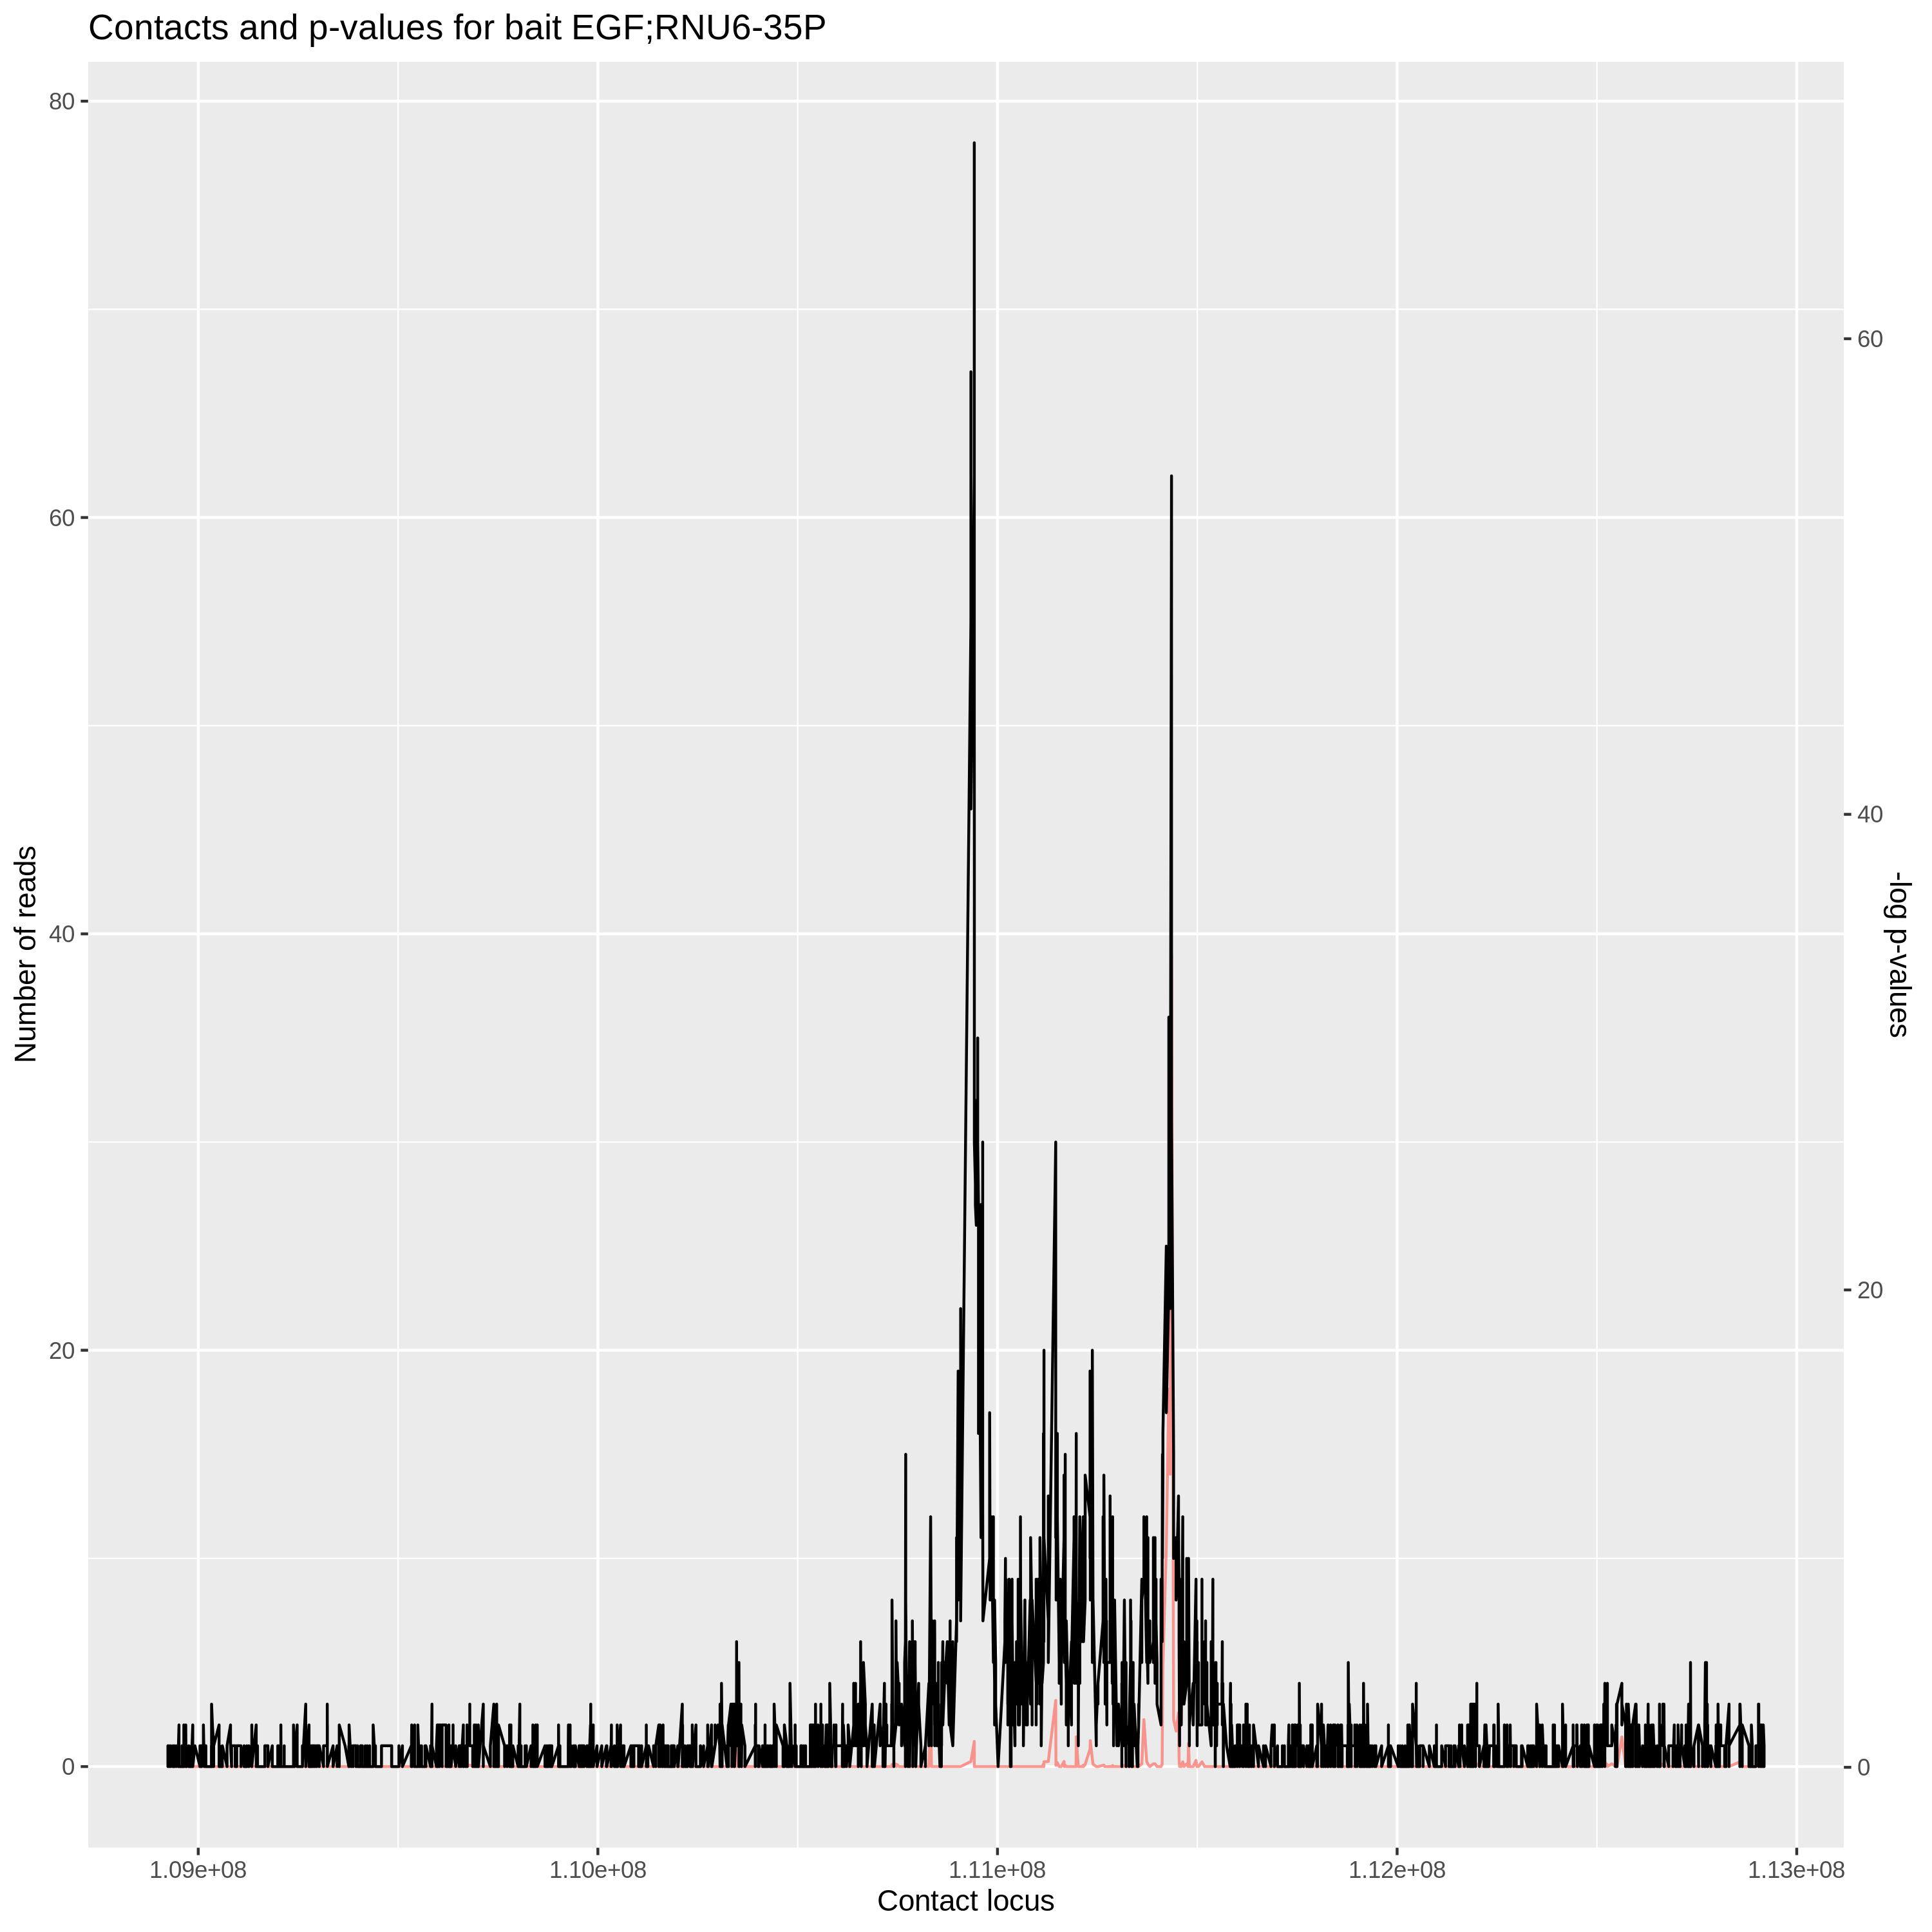 Contacts and p-values for bait EGF;RNU6-35P
80
60
40
20
0
Number of reads
60
40
20
0
-log p-values
1.09e+08 1.10e+08 1.11e+08 1.12e+08 1.13e+08
Contact locus